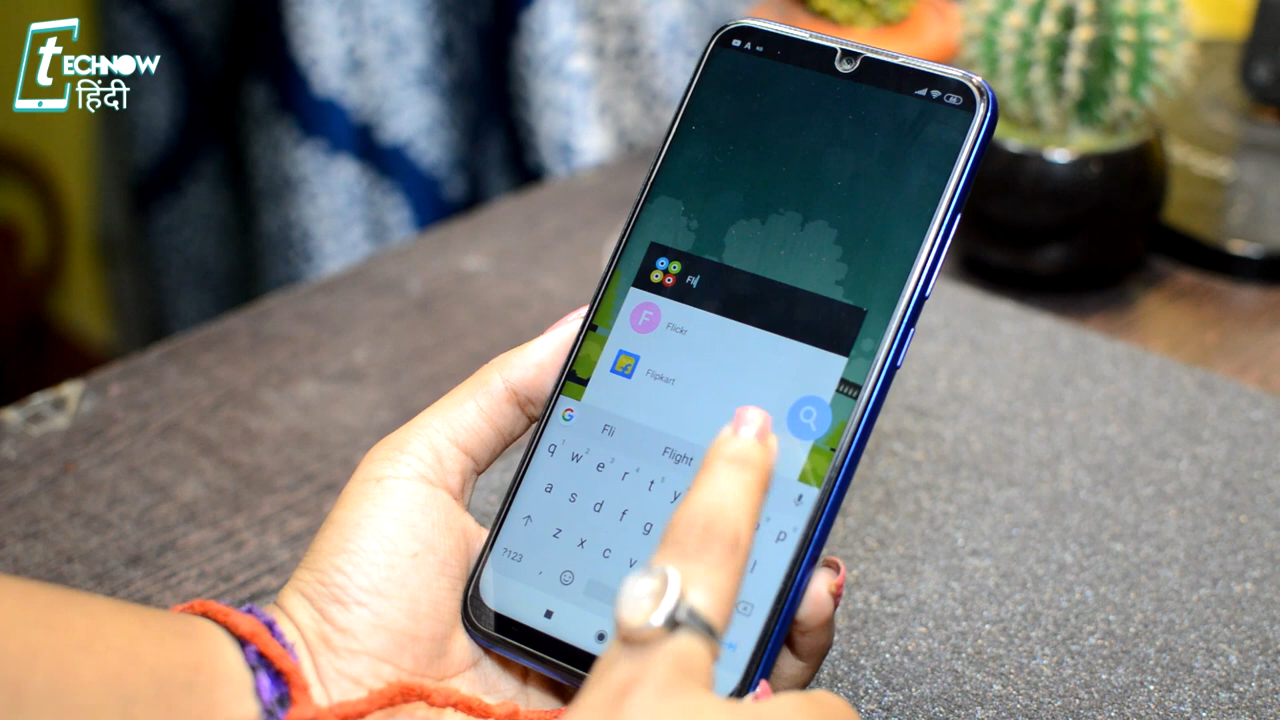 tECHNOW
हिंदी
Fli
F
Flickr
Flipkart
G
Fli Flight
q w e r t y p
a s d f g l
z x c v
?123 ,